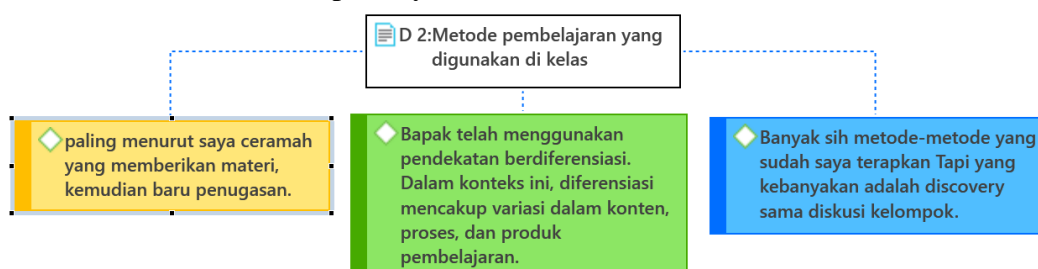 D 2:Metode pembelajaran yang
digunakan di kelas
paling menurut saya ceramah
yang memberikan materi,
kemudian baru penugasan.
Bapak telah menggunakan
pendekatan berdiferensiasi.
Dalam konteks ini, diferensiasi
mencakup variasi dalam konten,
proses, dan produk
pembelajaran.
Banyak sih metode-metode yang
sudah saya terapkan Tapi yang
kebanyakan adalah discovery
sama diskusi kelompok.